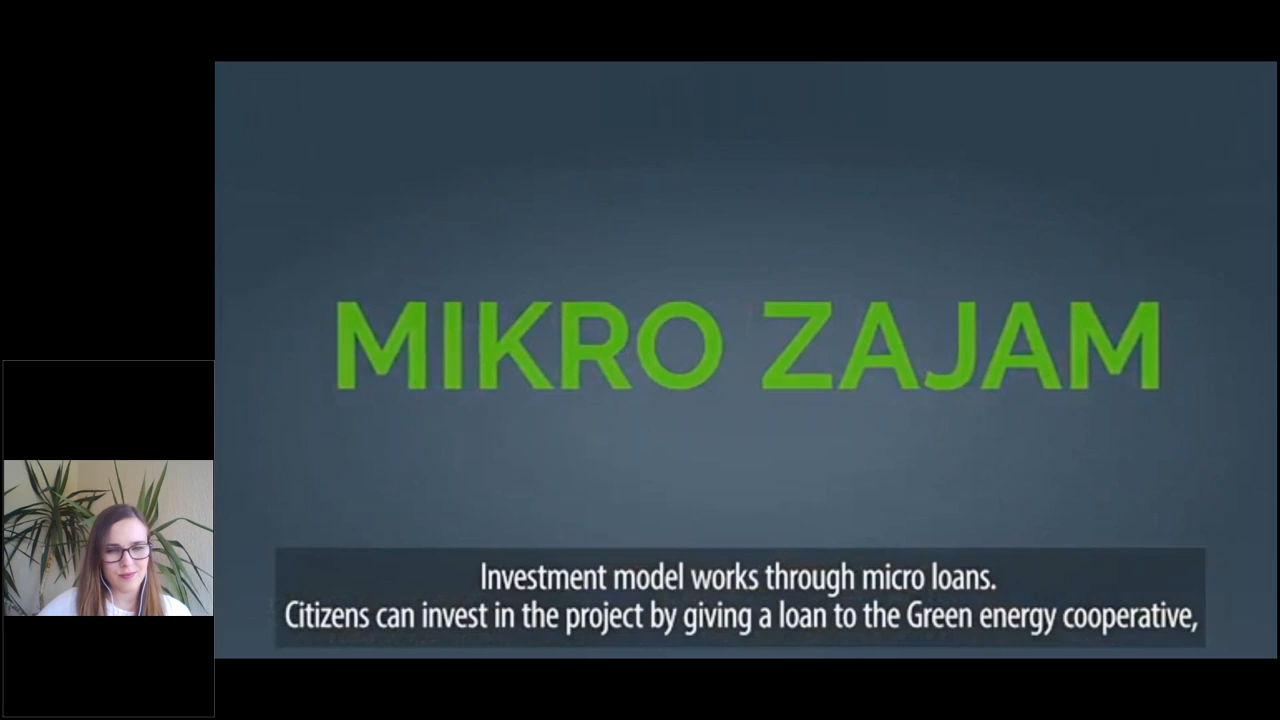 MIKRO ZAJAM
Investment model works through micro loans.
Citizens can invest in the project by giving a loan to the Green energy cooperative,